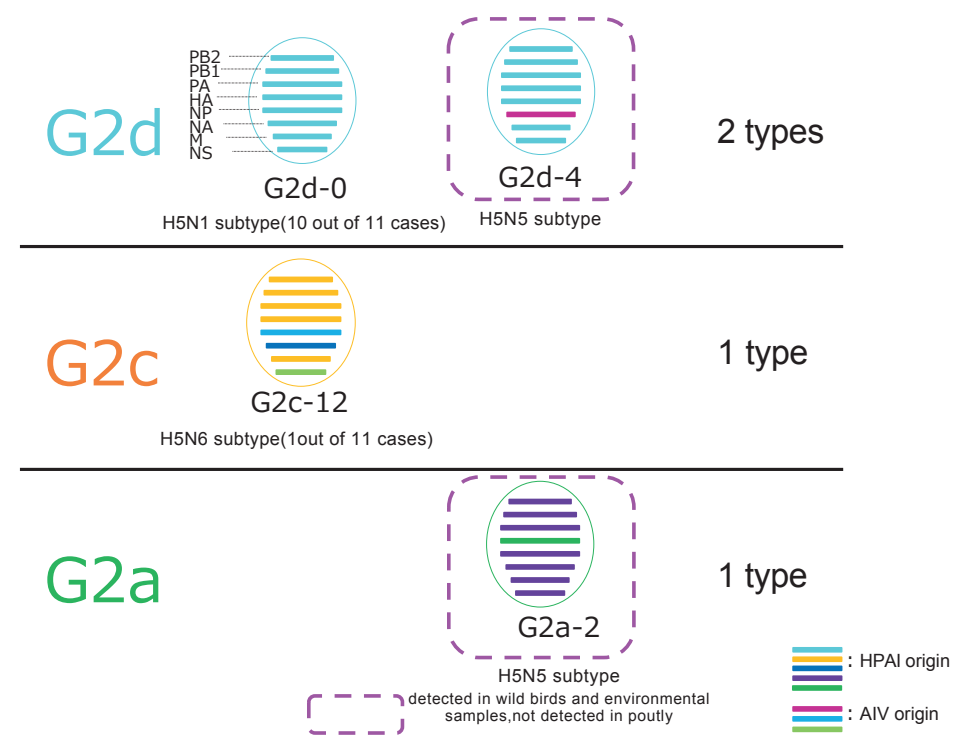 PB2
PB1
PA
HA
NP
NA
M
NS
G2d
G2d-0
H5N1 subtype(10 out of 11 cases)
G2d-4
H5N5 subtype
2 types
G2c
G2c-12
H5N6 subtype(1out of 11 cases)
1 type
G2a
G2a-2
H5N5 subtype
1 type
detected in wild birds and environmental
samples,not detected in poutly
: HPAI origin
: AIV origin